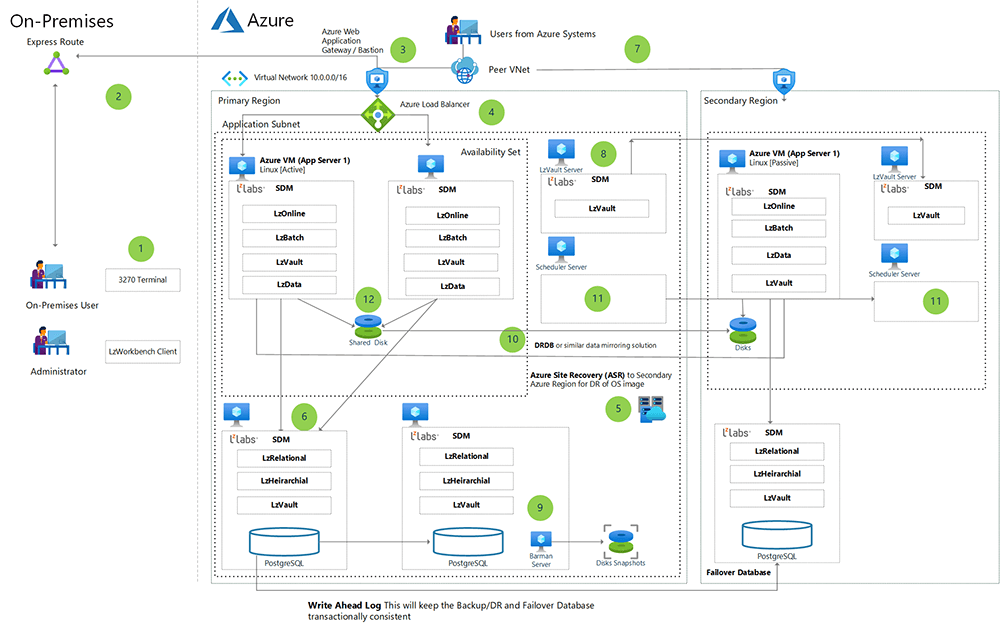 On-Premises
Express Route
2
1
3270 Terminal
On-Premises User
LzWorkbench Client
Administrator
Azure
Azure Web
Application
Gateway / Bastion
3
Users from Azure Systems
7
Peer VNet
Virtual Network 10.0.0.0/16
Primary Region
Azure Load Balancer
4
Application Subnet
Availability Set
Azure VM (App Server 1)
Linux [Active]
LzLabs SDM
LzOnline
LzBatch
LzVault
LzData
LzLabs SDM
LzOnline
LzBatch
LzVault
LzData
12
Shared Disk
8
LzVault Server
LzLabs SDM
LzVault
Scheduler Server
11
10
DRDB or similar data mirroring solution
Azure Site Recovery (ASR) to Secondary
Azure Region for DR of OS image
5
6
LzLabs SDM
LzRelational
LzHeirarchial
LzVault
PostgreSQL
LzLabs SDM
LzRelational
LzHeirarchial
LzVault
PostgreSQL
9
Barman
Server
Disks Snapshots
Secondary Region
Azure VM (App Server 1)
Linux [Passive]
LzLabs SDM
LzOnline
LzBatch
LzData
LzVault
LzVault Server
LzLabs SDM
LzVault
Scheduler Server
11
Disks
LzLabs SDM
LzRelational
LzHeirarchial
LzVault
PostgreSQL
Failover Database
Write Ahead Log This will keep the Backup/DR and Failover Database
transactionally consistent